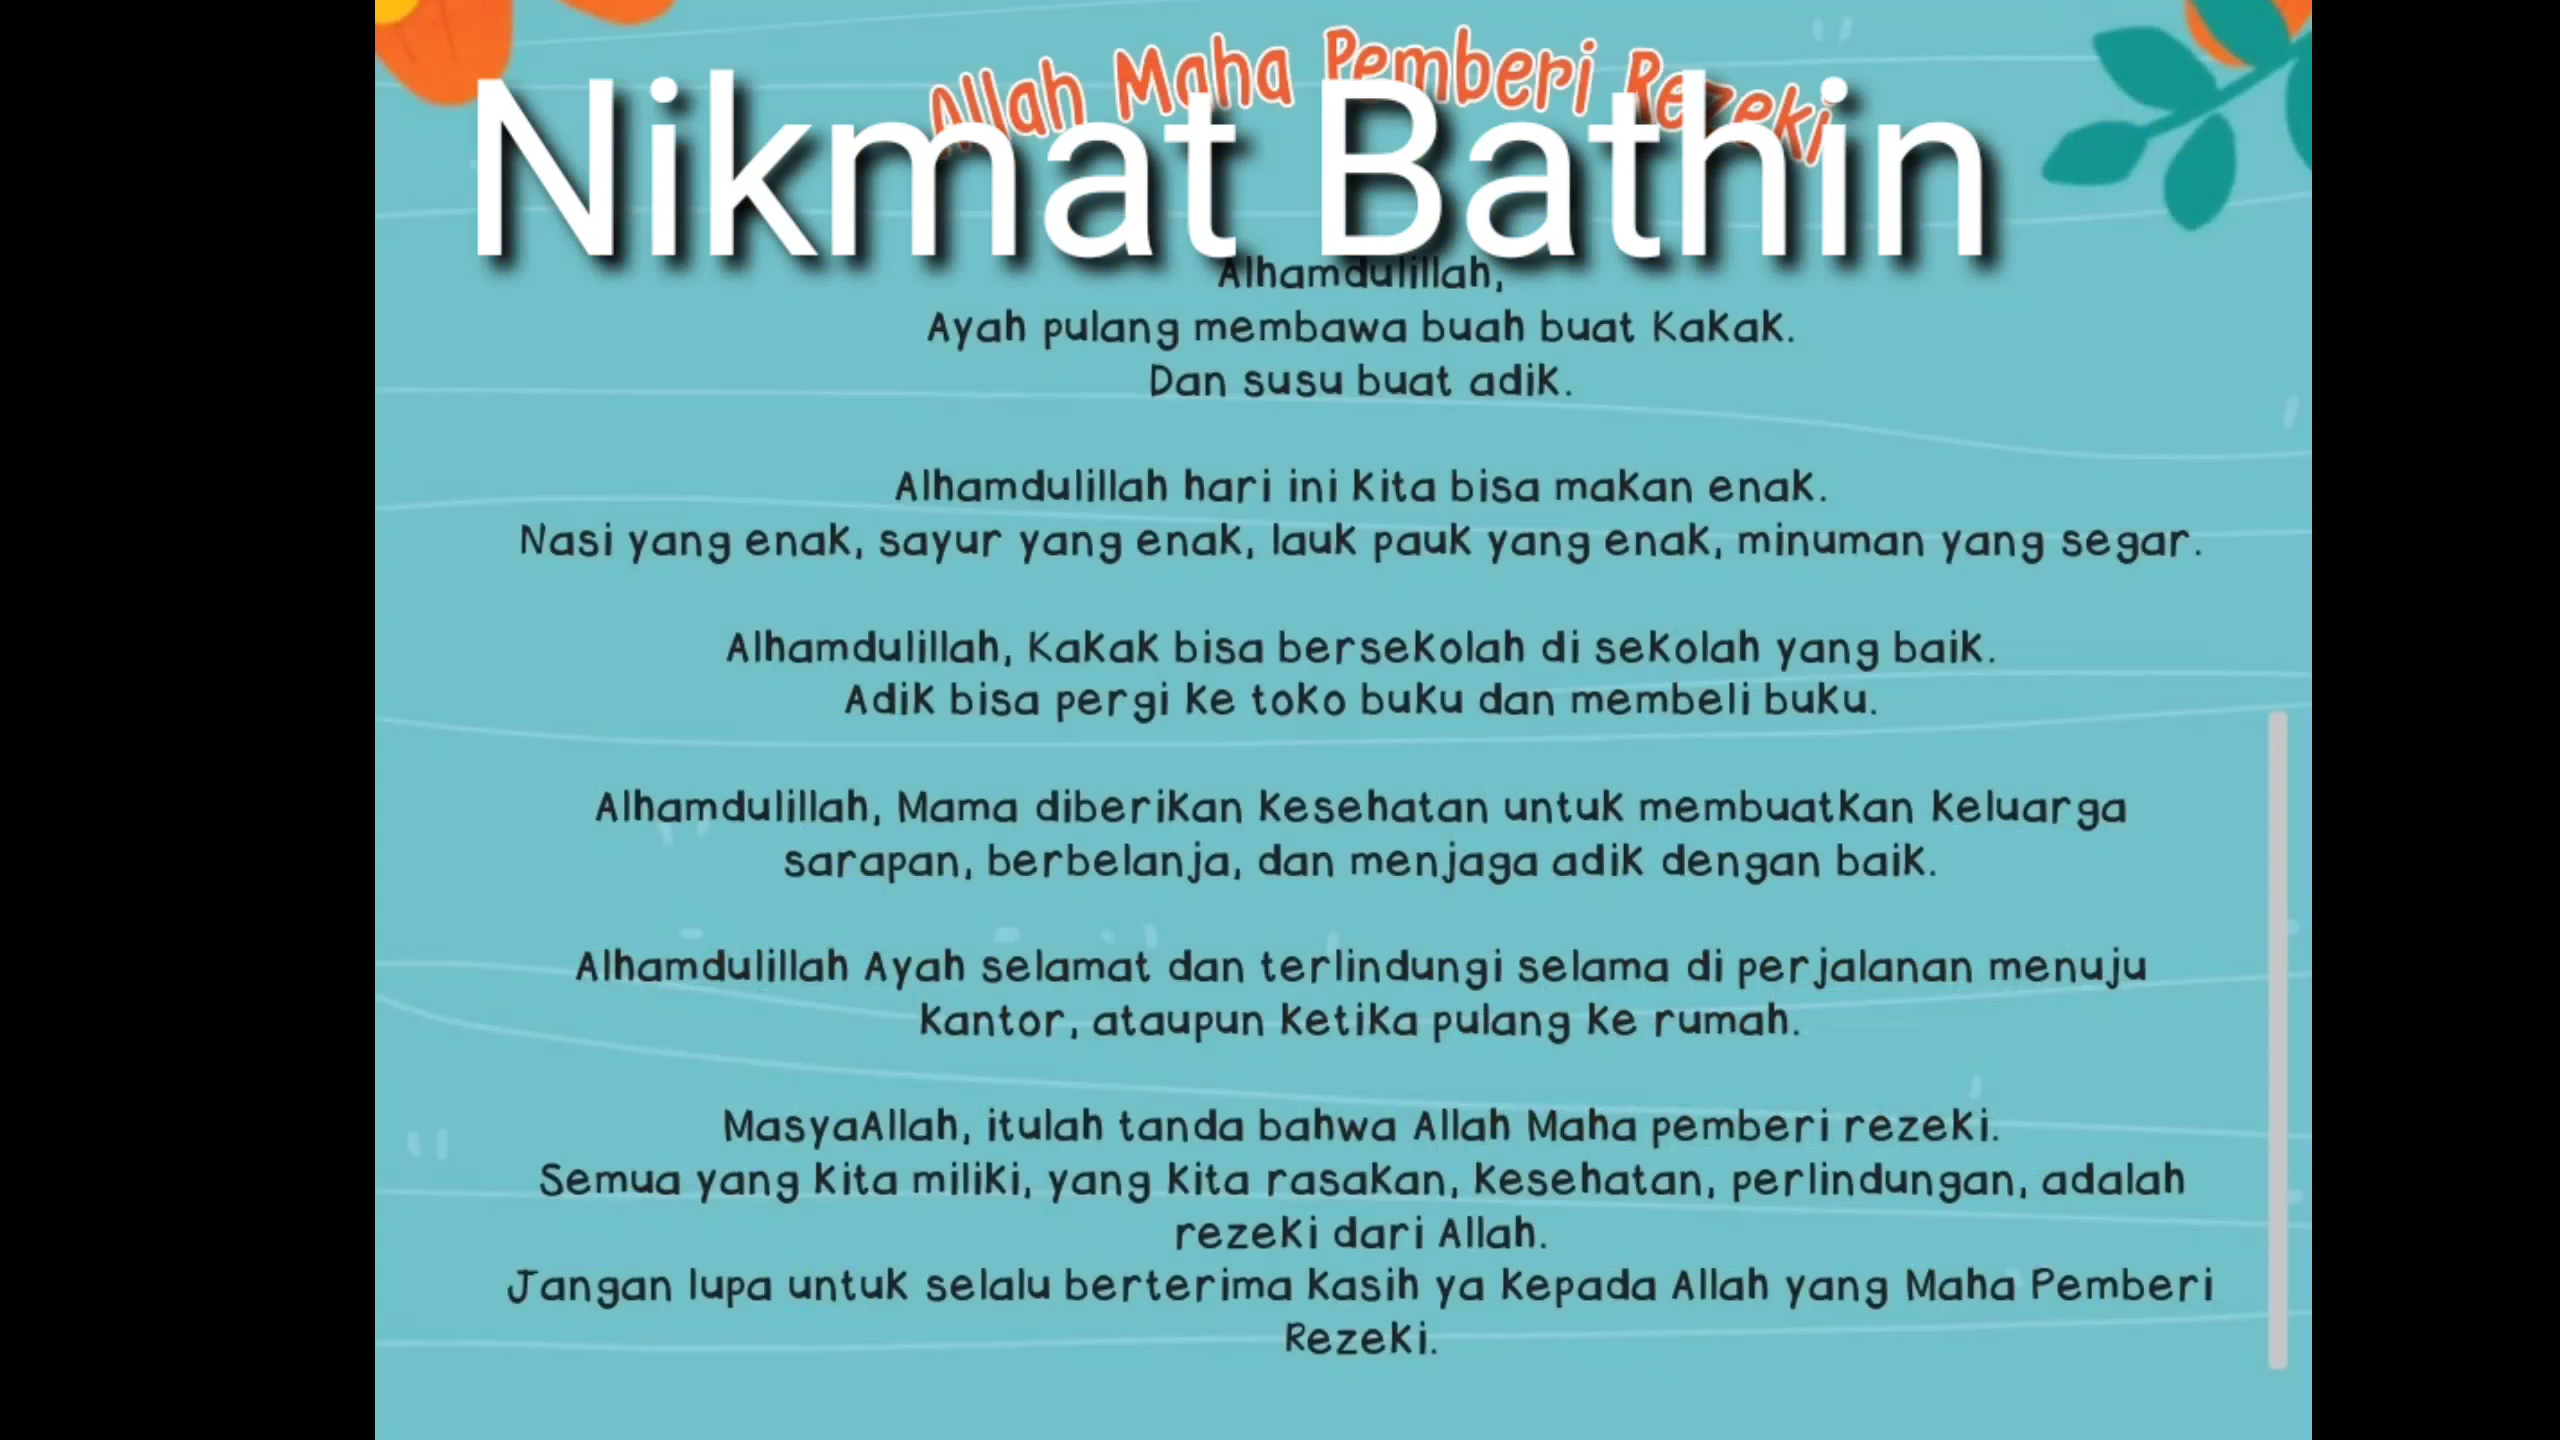 Allah Maha Pemberi Rezeki
Nikmat Bathin
Alhamdulillah,
Ayah pulang membawa buah buat Kakak.
Dan susu buat adik.
Alhamdulillah hari ini kita bisa makan enak.
Nasi yang enak, sayur yang enak, lauk pauk yang enak, minuman yang segar.
Alhamdulillah, Kakak bisa bersekolah di sekolah yang baik.
Adik bisa pergi ke toko buku dan membeli buku.
Alhamdulillah, Mama diberikan kesehatan untuk membuatkan keluarga
sarapan, berbelanja, dan menjaga adik dengan baik.
Alhamdulillah Ayah selamat dan terlindungi selama di perjalanan menuju
kantor, ataupun ketika pulang ke rumah.
MasyaAllah, itulah tanda bahwa Allah Maha pemberi rezeki.
Semua yang kita miliki, yang kita rasakan, kesehatan, perlindungan, adalah
rezeki dari Allah.
Jangan lupa untuk selalu berterima kasih ya kepada Allah yang Maha Pemberi
Rezeki.